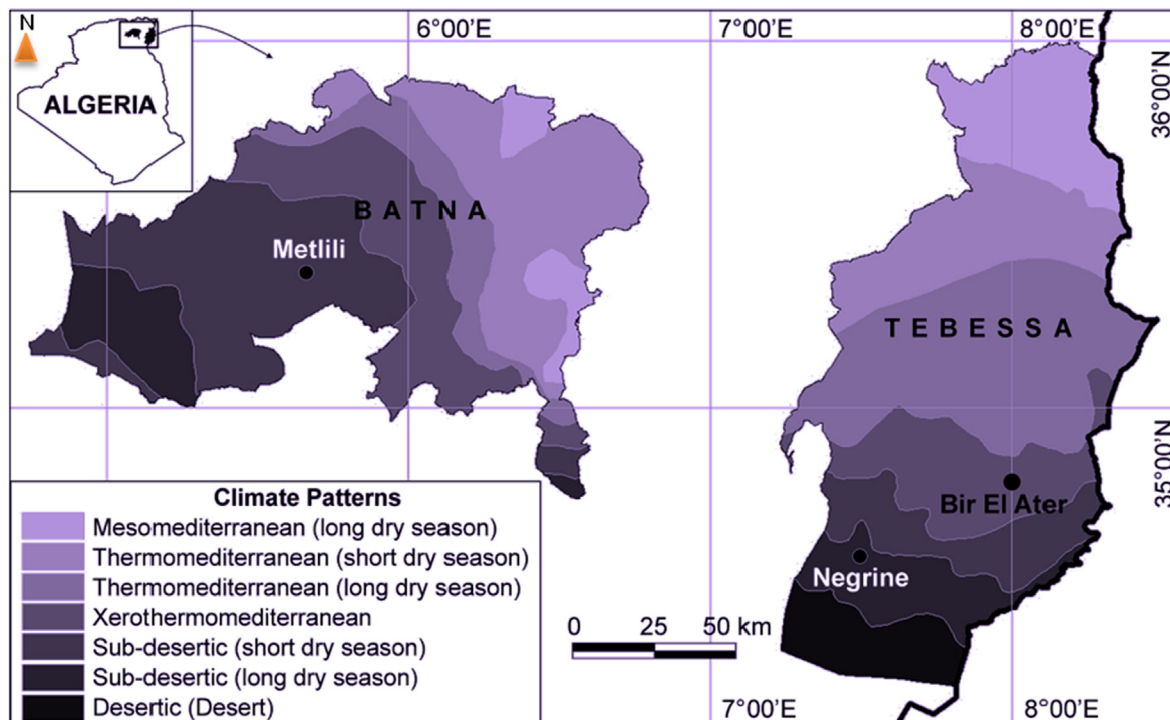 N
ALGERIA
6°00'E
7°00'E
8°00'E
36°00'N
BATNA
Metlili
TEBESSA
35°00'N
Bir El Ater
Negrine
Climate Patterns
Mesomediterranean (long dry season)
Thermomediterranean (short dry season)
Thermomediterranean (long dry season)
Xerothermomediterranean
Sub-desertic (short dry season)
Sub-desertic (long dry season)
Desertic (Desert)
0 25 50 km
7°00'E
8°00'E